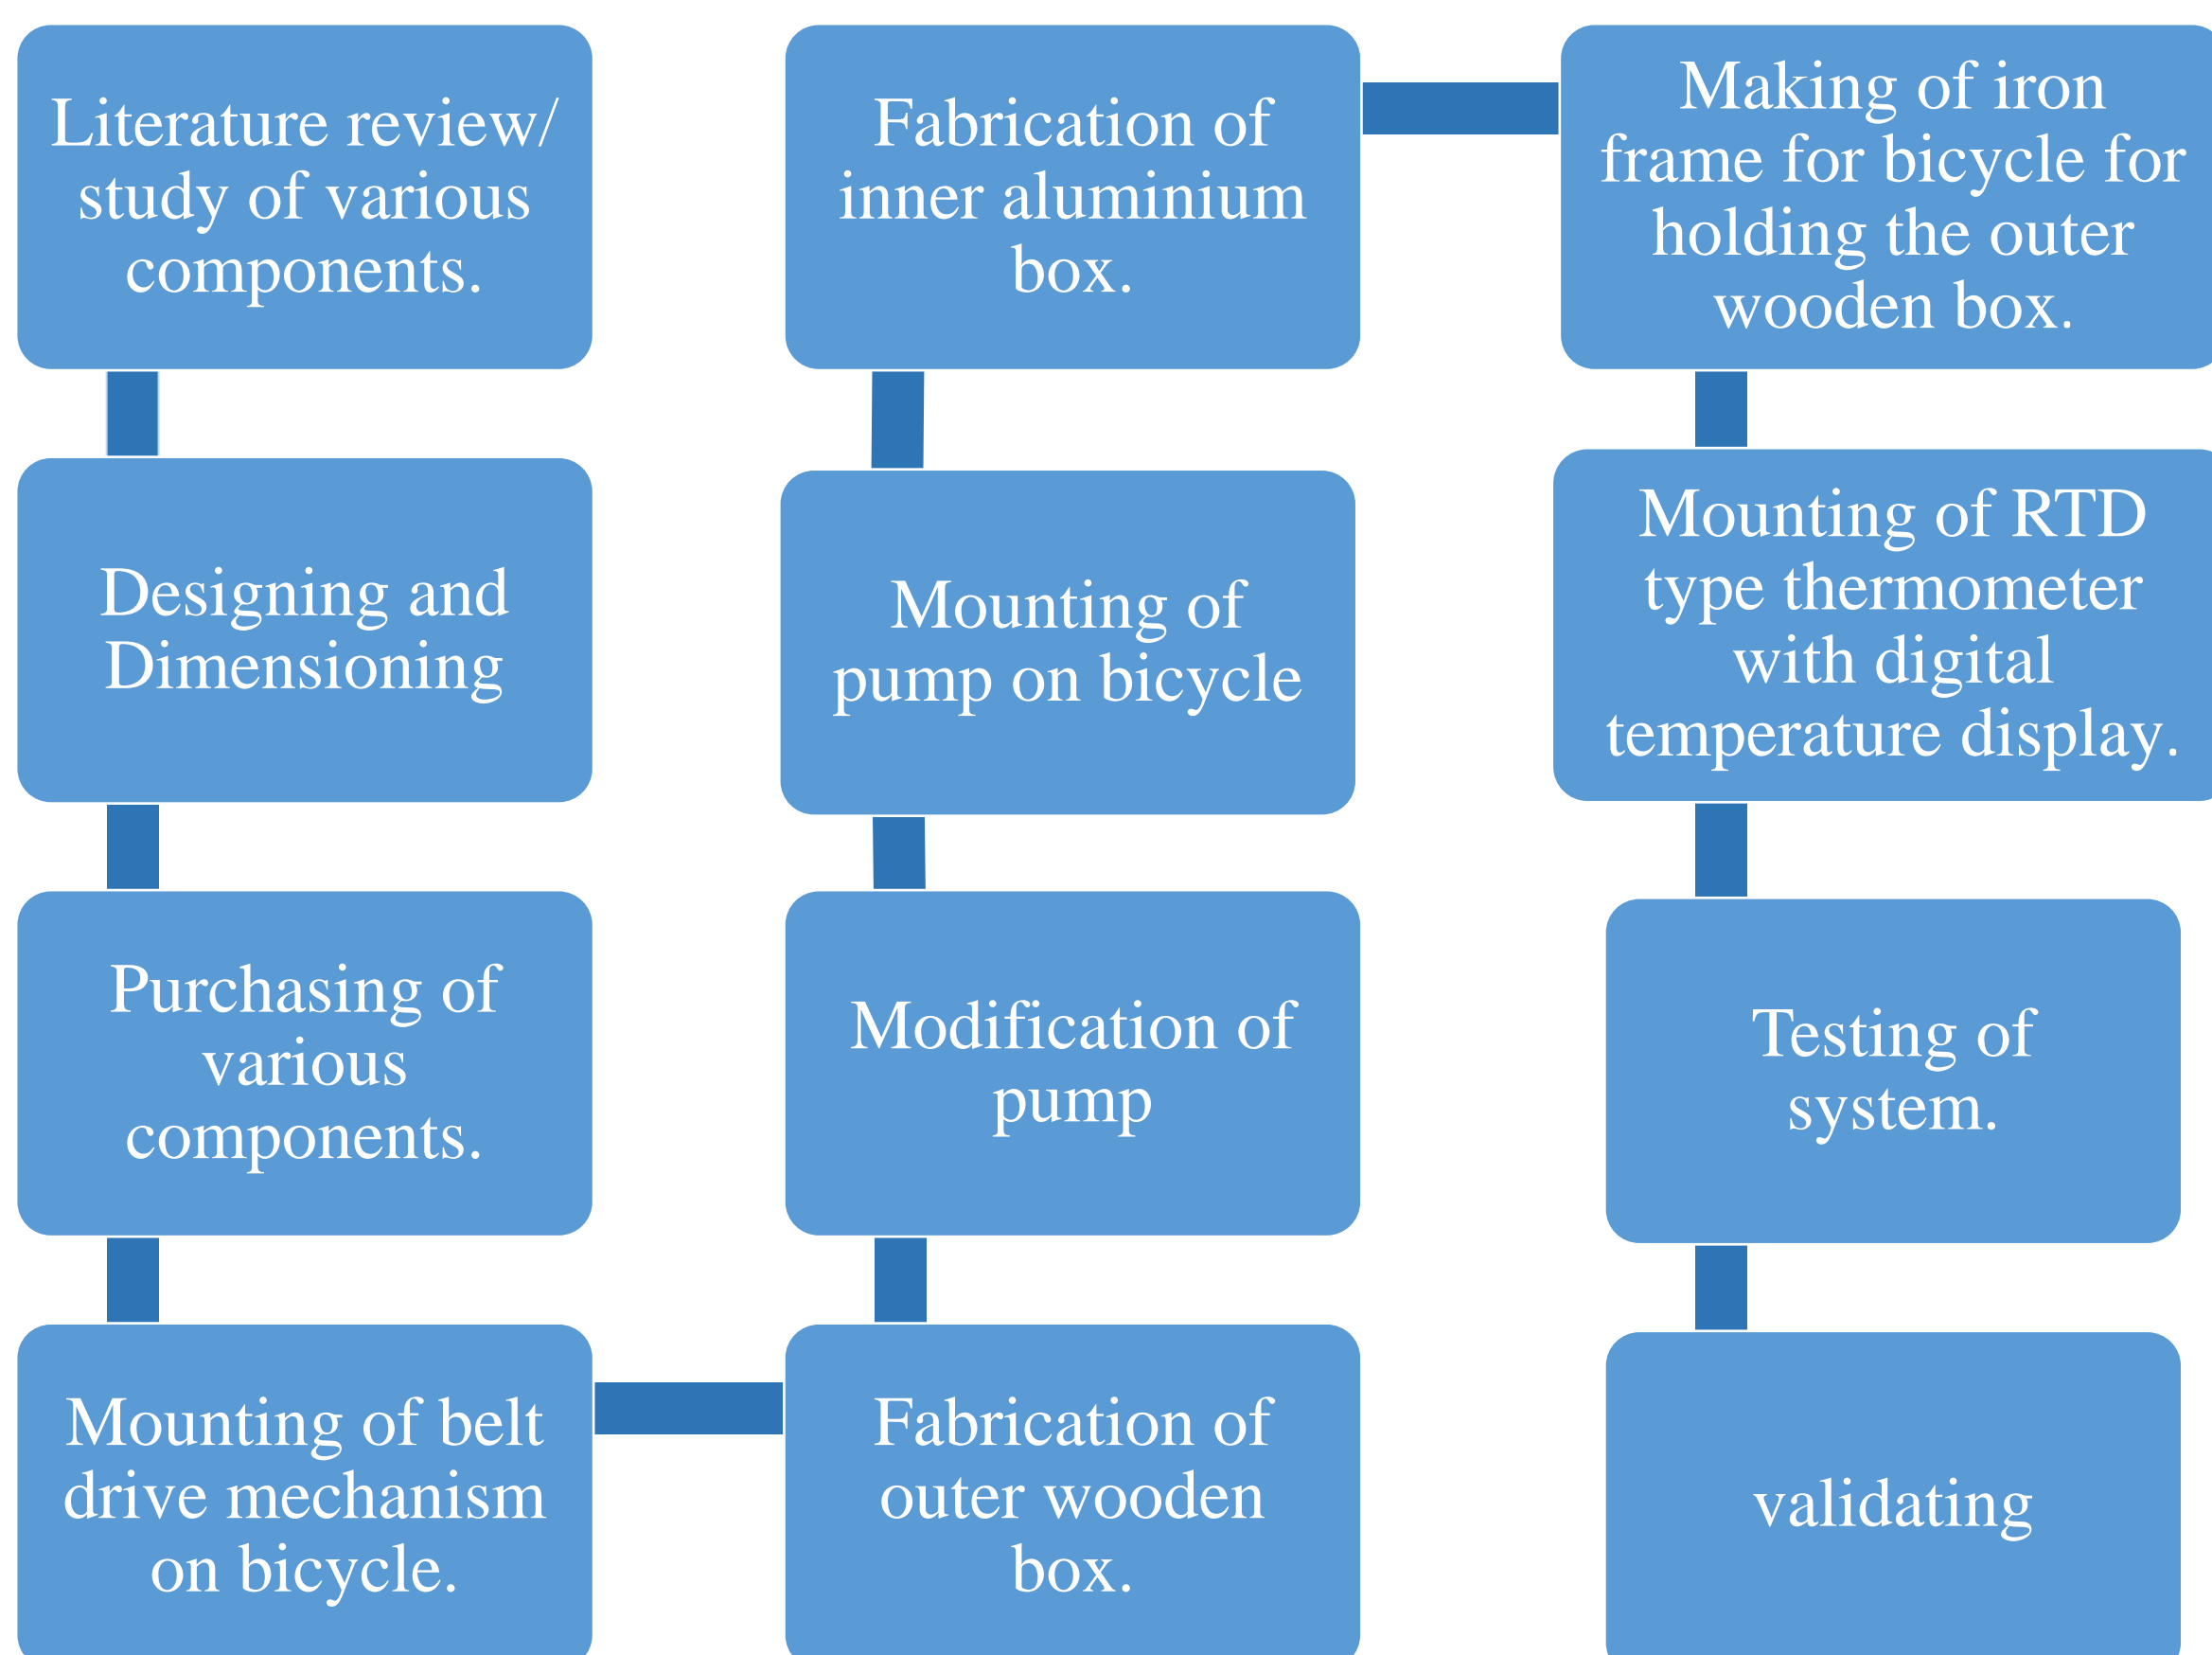 Literature review/
study of various
components.
Designing and
Dimensioning
Purchasing of
various
components.
Mounting of belt
drive mechanism
on bicycle.
Fabrication of
outer wooden
box.
Modification of
pump
Mounting of
pump on bicycle
Fabrication of
inner aluminium
box.
Making of iron
frame for bicycle for
holding the outer
wooden box.
Mounting of RTD
type thermometer
with digital
temperature display.
Testing of
system.
validating